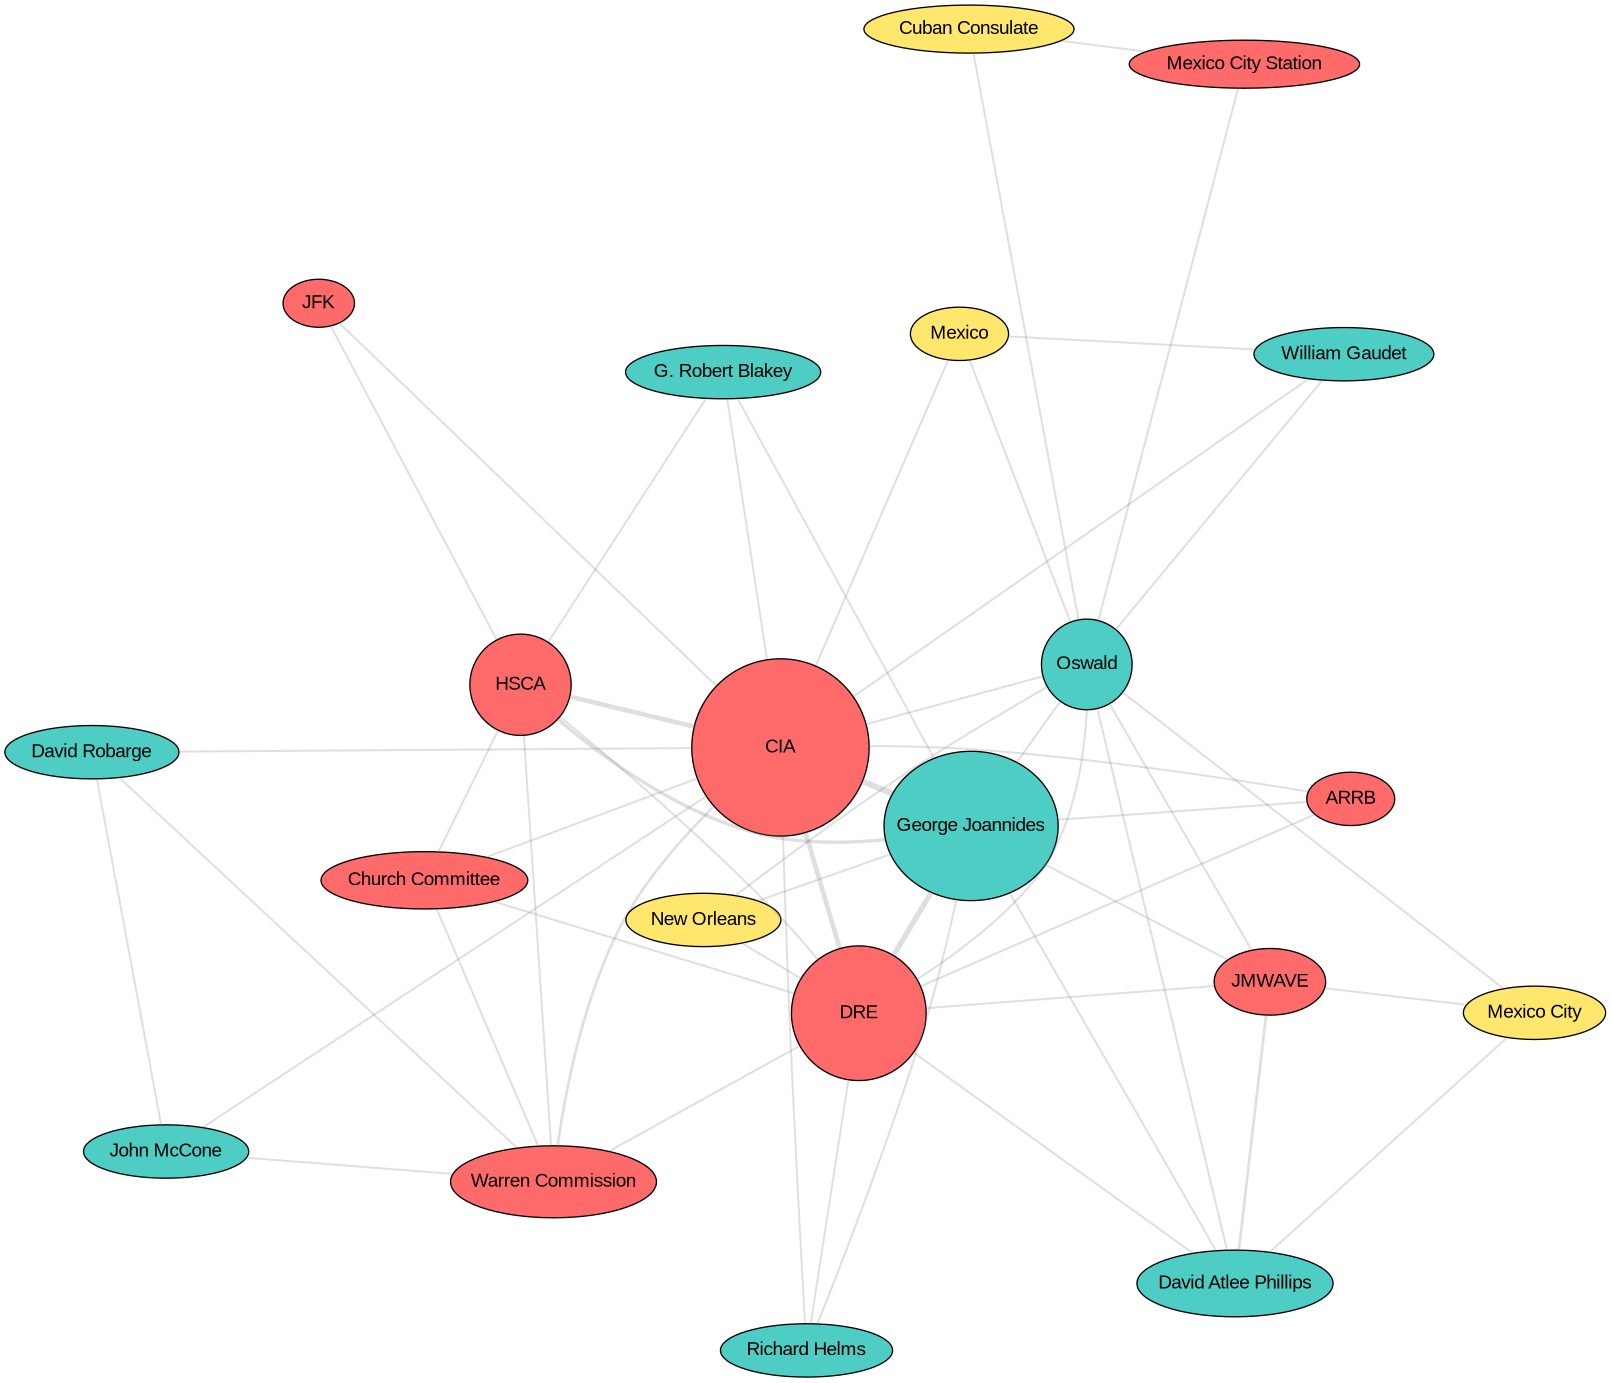 Cuban Consulate
Mexico City Station
JFK
Mexico
William Gaudet
G. Robert Blakey
Oswald
HSCA
CIA
David Robarge
ARRB
George Joannides
Church Committee
New Orleans
JMWAVE
DRE
Mexico City
John McCone
Warren Commission
David Atlee Phillips
Richard Helms